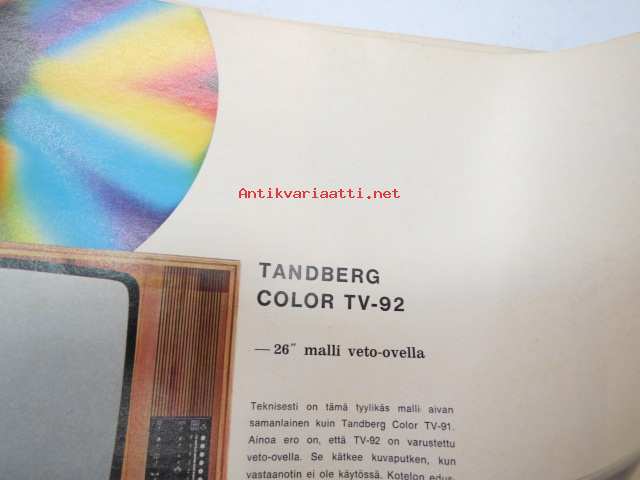 Antikvariaatti.net
TANDBERG
COLOR TV-92
— 26″ malli veto-ovella
Teknisesti on tämä tyylikäs malli aivan
samanlainen kuin Tandberg Color TV-91.
Ainoa ero on, että TV-92 on varustettu
veto-ovella. Se kätkee kuvaputken, kun
vastaanotin ei ole käytössä. Kotelon edus-